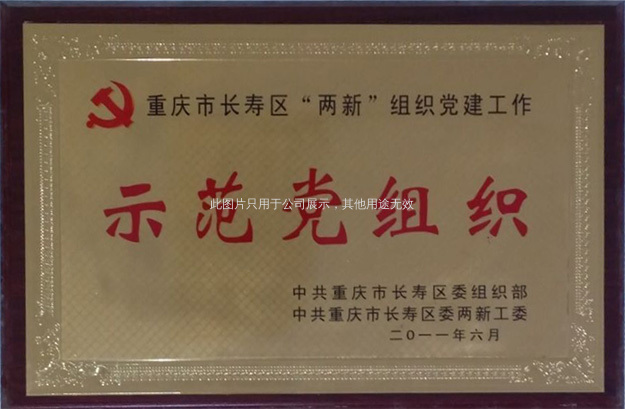 重庆市长寿区“两新”组织党建工作
示范党组织
此图片只用于公司展示，其他用途无效
中共重庆市长寿区委组织部
中共重庆市长寿区委两新工委
二〇一一年六月